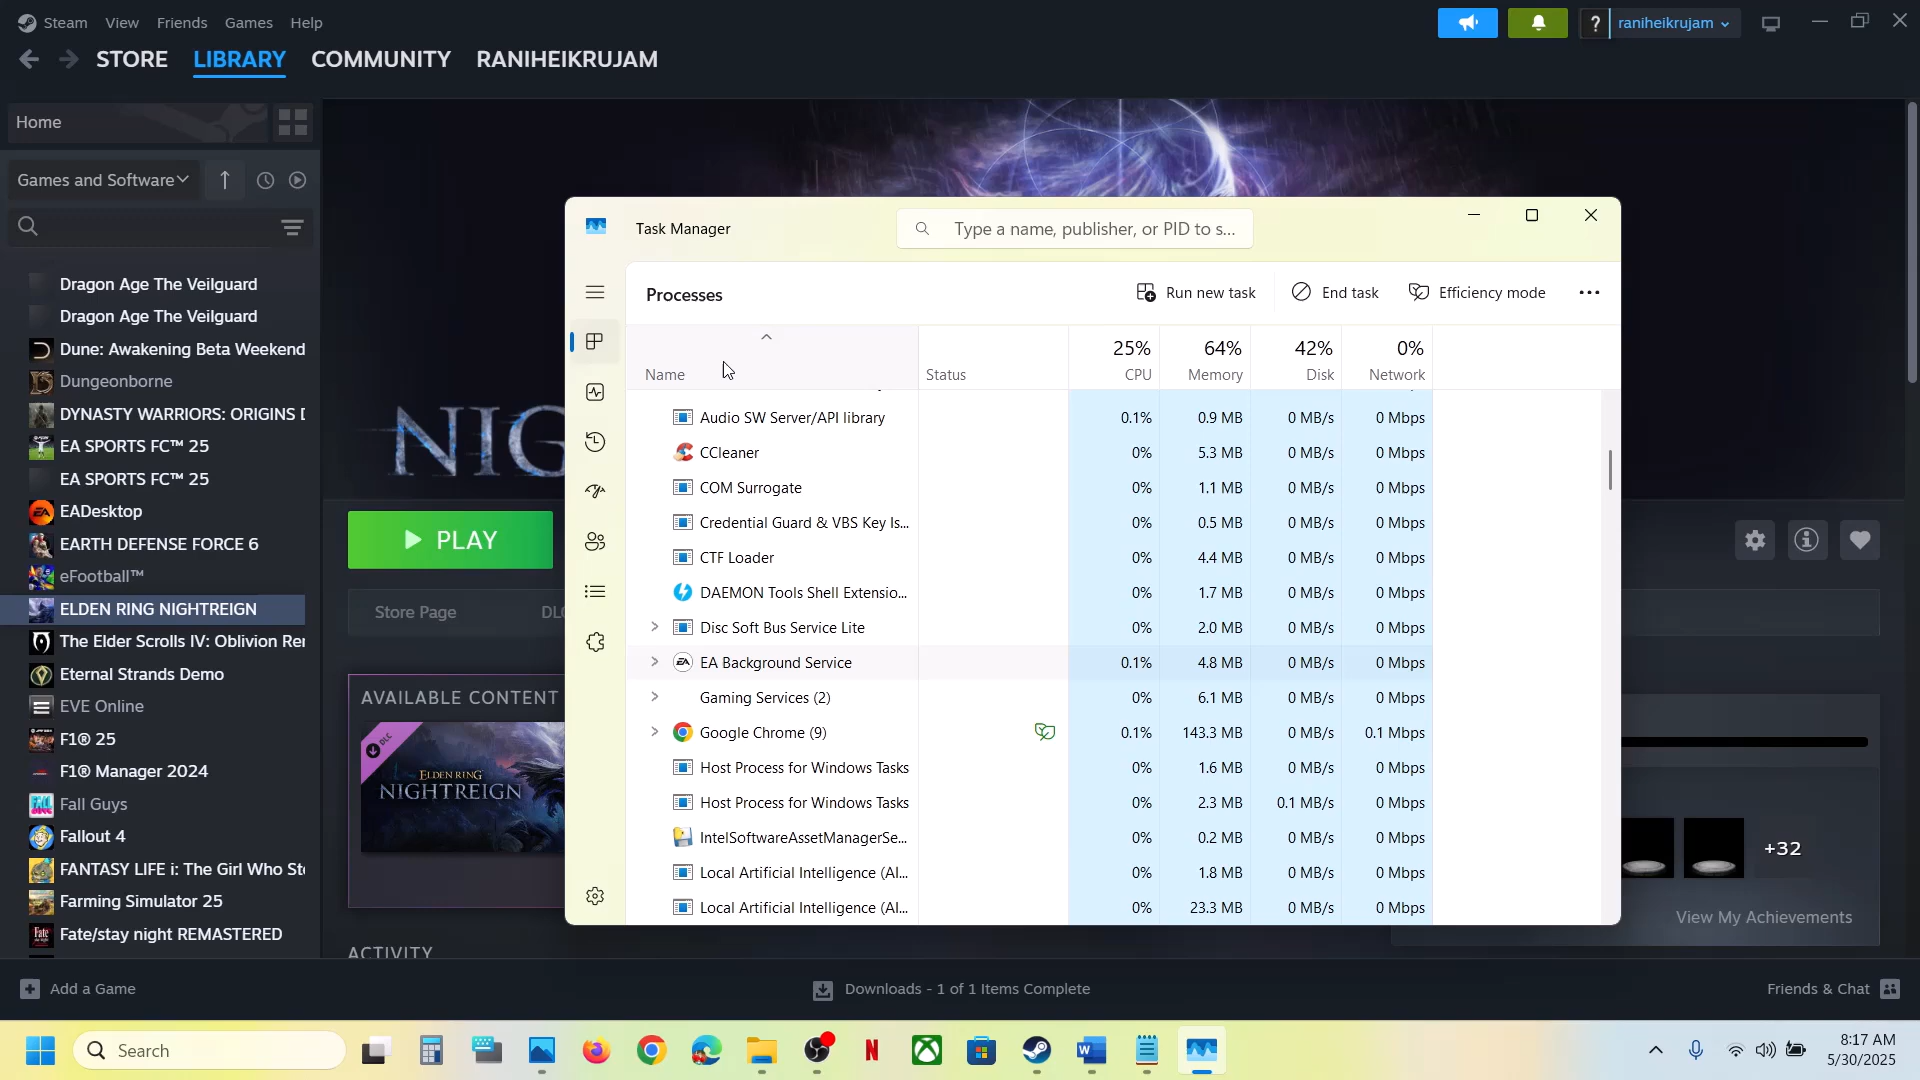 Steam View Friends Games Help
raniheikrujam
STORE LIBRARY COMMUNITY RANIHEIKRUJAM
Home
Games and Software
Dragon Age The Veilguard
Dragon Age The Veilguard
Dune: Awakening Beta Weekend
Dungeonborne
DYNASTY WARRIORS: ORIGINS D
EA SPORTS FC™ 25
EA SPORTS FC™ 25
EADesktop
EARTH DEFENSE FORCE 6
eFootball™
ELDEN RING NIGHTREIGN
The Elder Scrolls IV: Oblivion Rer
Eternal Strands Demo
EVE Online
F1® 25
F1® Manager 2024
Fall Guys
Fallout 4
FANTASY LIFE i: The Girl Who Ste
Farming Simulator 25
Fate/stay night REMASTERED
NIG
PLAY
Store Page
DLC
AVAILABLE CONTENT
DLC
ELDEN RING
NIGHTREIGN
ACTIVITY
+32
View My Achievements
Task Manager
Type a name, publisher, or PID to s...
Processes
Run new task
End task
Efficiency mode
Name Status 25% CPU 64% Memory 42% Disk 0% Network
Audio SW Server/API library 0.1% 0.9 MB 0 MB/s 0 Mbps
CCleaner 0% 5.3 MB 0 MB/s 0 Mbps
COM Surrogate 0% 1.1 MB 0 MB/s 0 Mbps
Credential Guard & VBS Key Is... 0% 0.5 MB 0 MB/s 0 Mbps
CTF Loader 0% 4.4 MB 0 MB/s 0 Mbps
DAEMON Tools Shell Extensio... 0% 1.7 MB 0 MB/s 0 Mbps
Disc Soft Bus Service Lite 0% 2.0 MB 0 MB/s 0 Mbps
EA Background Service 0.1% 4.8 MB 0 MB/s 0 Mbps
Gaming Services (2) 0% 6.1 MB 0 MB/s 0 Mbps
Google Chrome (9) 0.1% 143.3 MB 0 MB/s 0.1 Mbps
Host Process for Windows Tasks 0% 1.6 MB 0 MB/s 0 Mbps
Host Process for Windows Tasks 0% 2.3 MB 0.1 MB/s 0 Mbps
IntelSoftwareAssetManagerSe... 0% 0.2 MB 0 MB/s 0 Mbps
Local Artificial Intelligence (AI... 0% 1.8 MB 0 MB/s 0 Mbps
Local Artificial Intelligence (AI... 0% 23.3 MB 0 MB/s 0 Mbps
Add a Game
Downloads - 1 of 1 Items Complete
Friends & Chat
Search
8:17 AM
5/30/2025